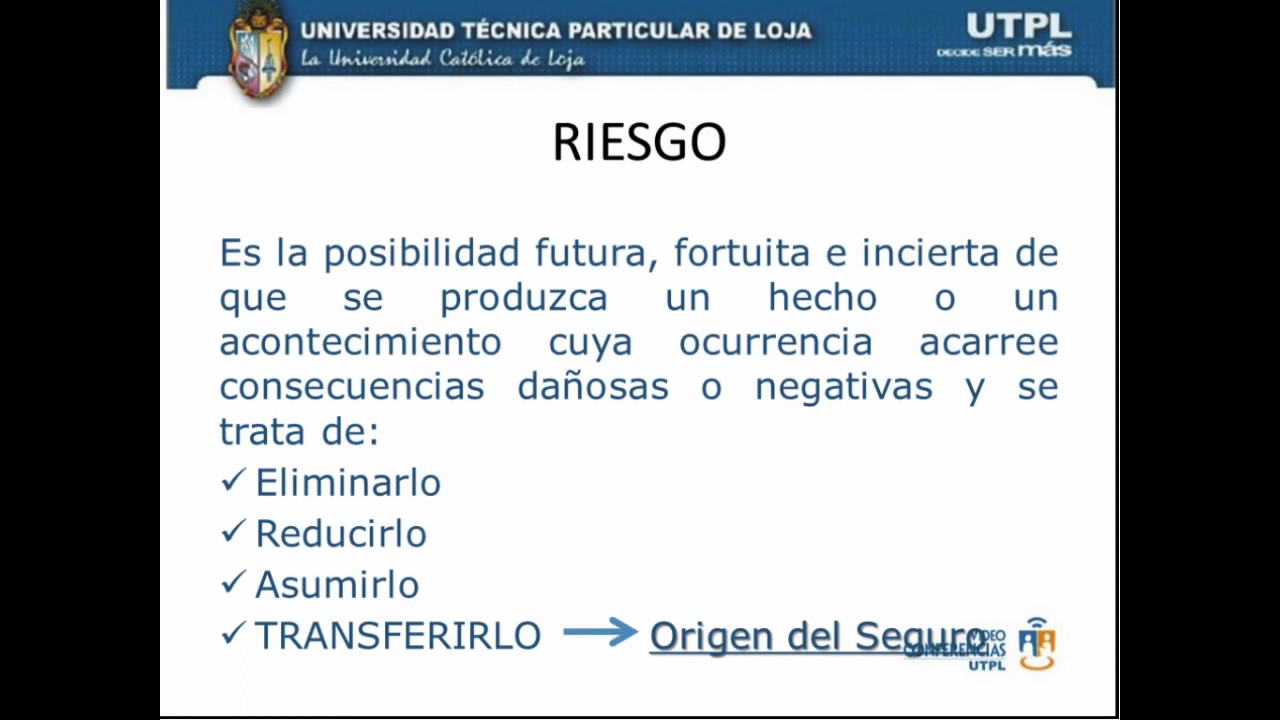 UNIVERSIDAD TÉCNICA PARTICULAR DE LOJA
La Universidad Católica de Loja
UTPL
DECIDE SER más
RIESGO
Es la posibilidad futura, fortuita e incierta de
que se produzca un hecho o un
acontecimiento cuya ocurrencia acarree
consecuencias dañosas o negativas y se
trata de:
✓ Eliminarlo
✓ Reducirlo
✓ Asumirlo
✓ TRANSFERIRLO → Origen del Seguro
VIDEO
CONFERENCIAS
UTPL